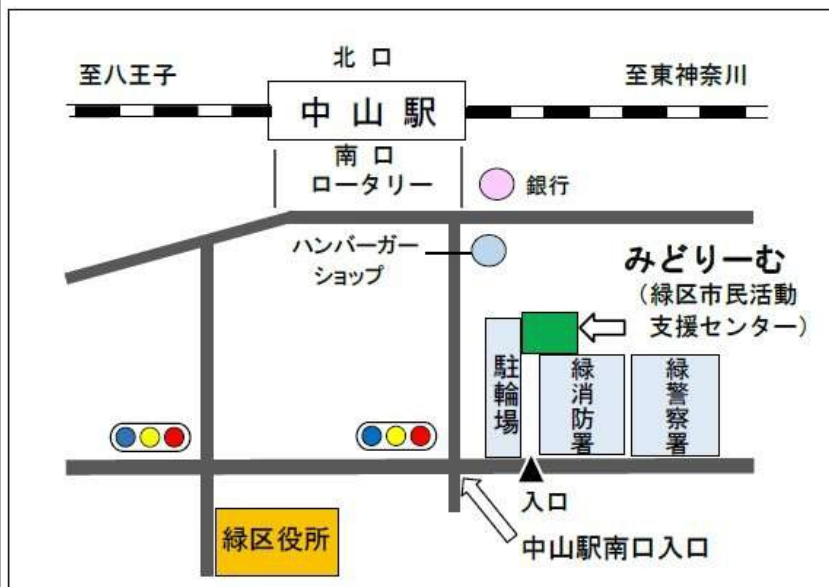 北 口
至八王子
至東神奈川
中 山 駅
南 口
ロータリー
銀行
ハンバーガー
ショップ
みどりーむ
（緑区市民活動
支援センター）
駐輪場
緑消防署
緑警察署
入口
緑区役所
中山駅南口入口